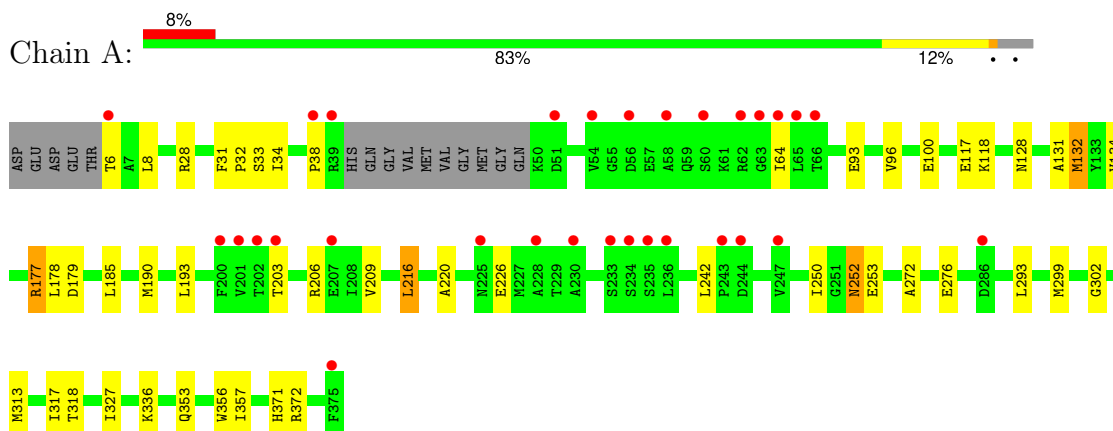 8%
Chain A:
83% 12% • •
ASP GLU ASP GLU THR T6 A7 L8 R28 F31 P32 S33 I34 P38 R39 HIS GLN GLY VAL MET VAL GLY MET GLY GLN K50 D51 V54 G55 D56 E57 A58 Q59 S60 K61 R62 G63 I64 L65 T66 E93 V96 E100 E117 K118 N128 A131 M132 Y133
R177 L178 D179 L185 M190 L193 F200 V201 T202 T203 R206 E207 I208 V209 L216 A220 N225 E226 M227 A228 T229 A230 S233 S234 S235 L236 L242 P243 D244 V247 I250 G251 N252 E253 A272 E276 D286 L293 M299 G302
M313 I317 T318 I327 K336 Q353 W356 I357 H371 R372 F375